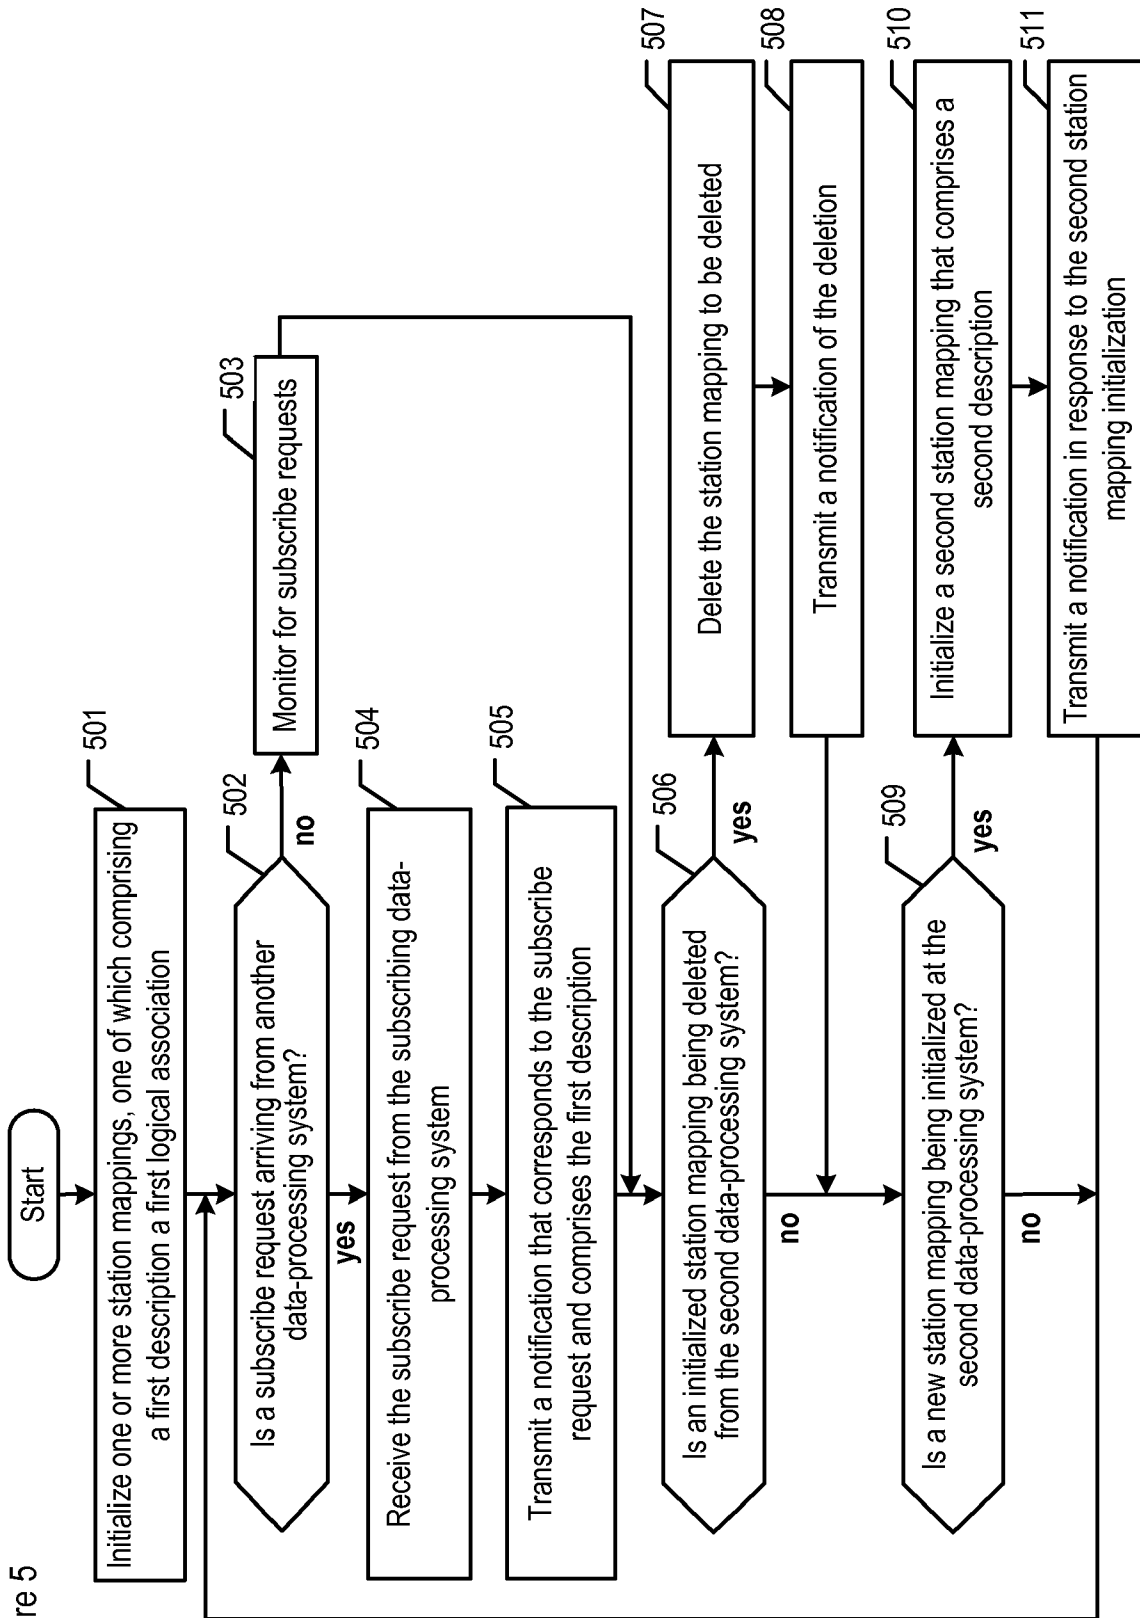 re 5
Start
501
Initialize one or more station mappings, one of which comprising
a first description a first logical association
502
Is a subscribe request arriving from another
data-processing system?
no
503
Monitor for subscribe requests
yes
504
Receive the subscribe request from the subscribing data-
processing system
505
Transmit a notification that corresponds to the subscribe
request and comprises the first description
506
Is an initialized station mapping being deleted
from the second data-processing system?
yes
507
Delete the station mapping to be deleted
508
Transmit a notification of the deletion
no
509
Is a new station mapping being initialized at the
second data-processing system?
yes
510
Initialize a second station mapping that comprises a
second description
511
Transmit a notification in response to the second station
mapping initialization
no